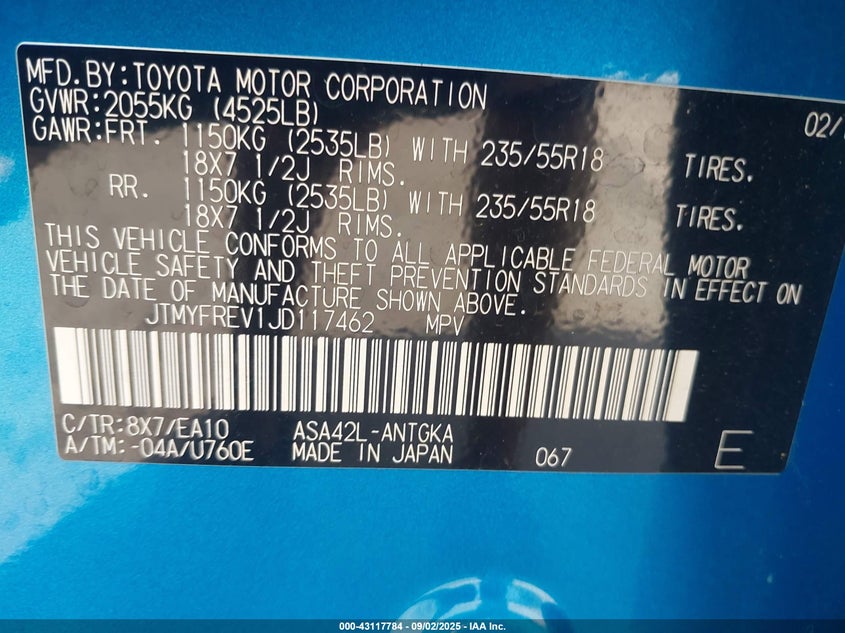 MFD.BY:TOYOTA MOTOR CORPORATION 02/
GVWR:2055KG (4525LB)
GAWR:FRT. 1150KG (2535LB) WITH 235/55R18 TIRES.
18X7 1/2J RIMS.
RR. 1150KG (2535LB) WITH 235/55R18 TIRES.
18X7 1/2J RIMS.
THIS VEHICLE CONFORMS TO ALL APPLICABLE FEDERAL MOTOR
VEHICLE SAFETY AND THEFT PREVENTION STANDARDS IN EFFECT ON
THE DATE OF MANUFACTURE SHOWN ABOVE.
JTMYFREV1JD117462 MPV
C/TR:8X7/EA10 ASA42L-ANTGKA
A/TM:-04A/U760E MADE IN JAPAN 067 E
000-43117784 - 09/02/2025 - IAA Inc.